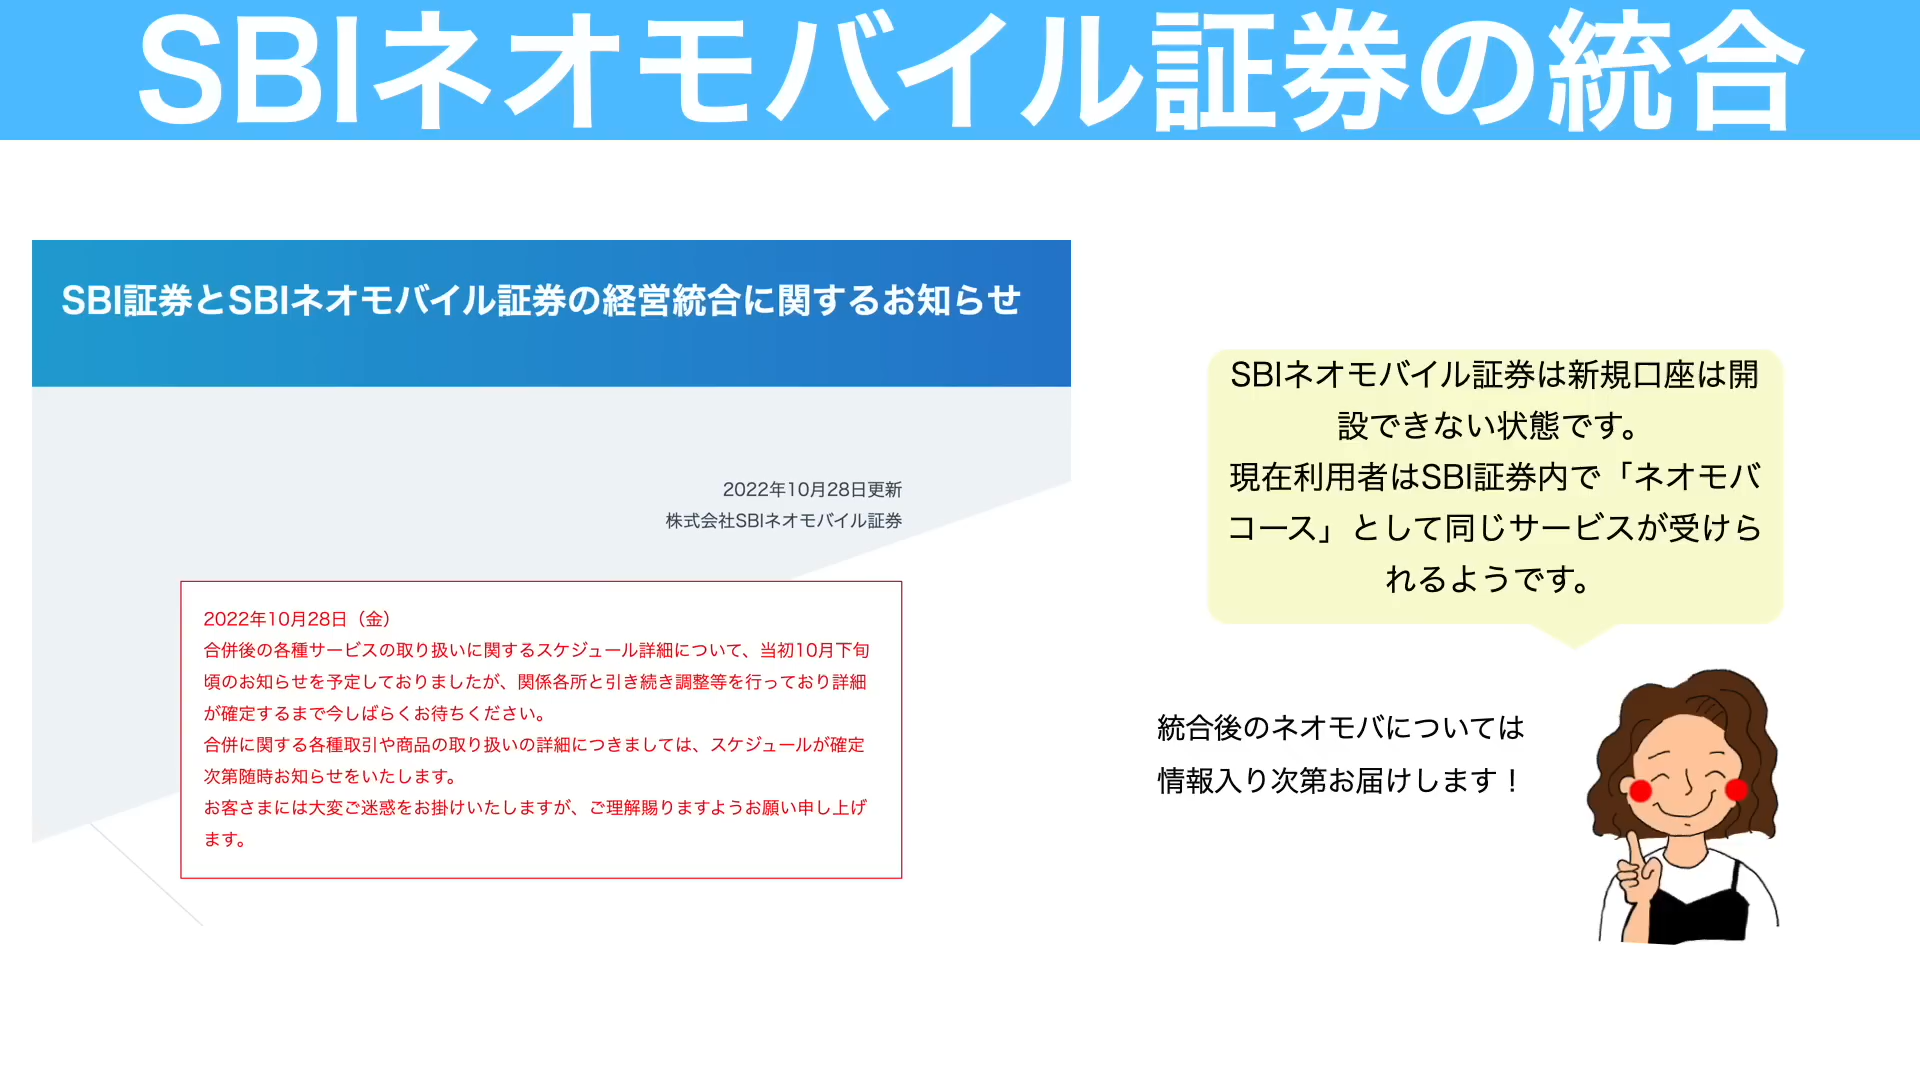 SBIネオモバイル証券の統合
SBI証券とSBIネオモバイル証券の経営統合に関するお知らせ
2022年10月28日更新
株式会社SBIネオモバイル証券
2022年10月28日（金）
合併後の各種サービスの取り扱いに関するスケジュール詳細について、当初10月下旬
頃のお知らせを予定しておりましたが、関係各所と引き続き調整等を行っており詳細
が確定するまで今しばらくお待ちください。
合併に関する各種取引や商品の取り扱いの詳細につきましては、スケジュールが確定
次第随時お知らせをいたします。
お客さまには大変ご迷惑をお掛けいたしますが、ご理解賜りますようお願い申し上げ
ます。
SBIネオモバイル証券は新規口座は開
設できない状態です。
現在利用者はSBI証券内で「ネオモバ
コース」として同じサービスが受けら
れるようです。
統合後のネオモバについては
情報入り次第お届けします！